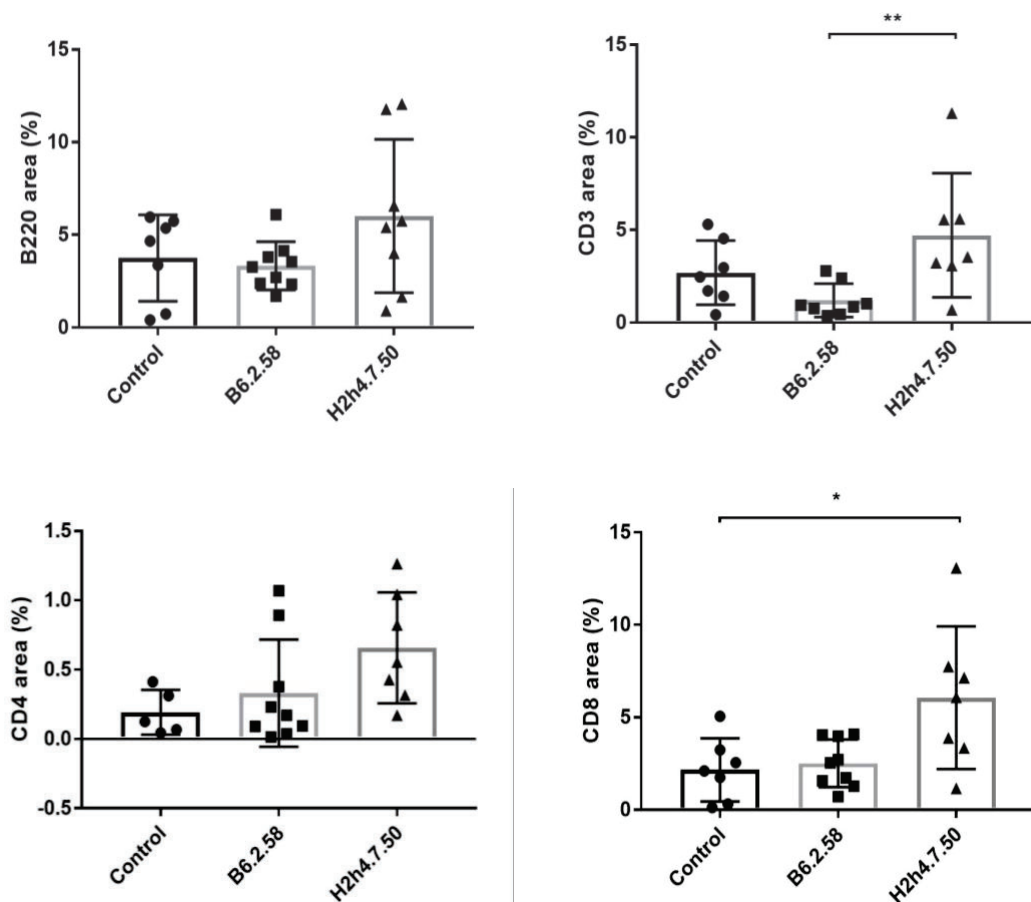 B220 area (%)
15
10
5
0
Control
B6.2.58
H2h4.7.50
**
CD3 area (%)
15
10
5
0
Control
B6.2.58
H2h4.7.50
CD4 area (%)
1.5
1.0
0.5
0.0
-0.5
Control
B6.2.58
H2h4.7.50
*
CD8 area (%)
15
10
5
0
Control
B6.2.58
H2h4.7.50